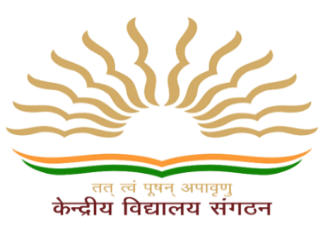 तत् त्वं पूषन् अपावृणु
केन्द्रीय विद्यालय संगठन